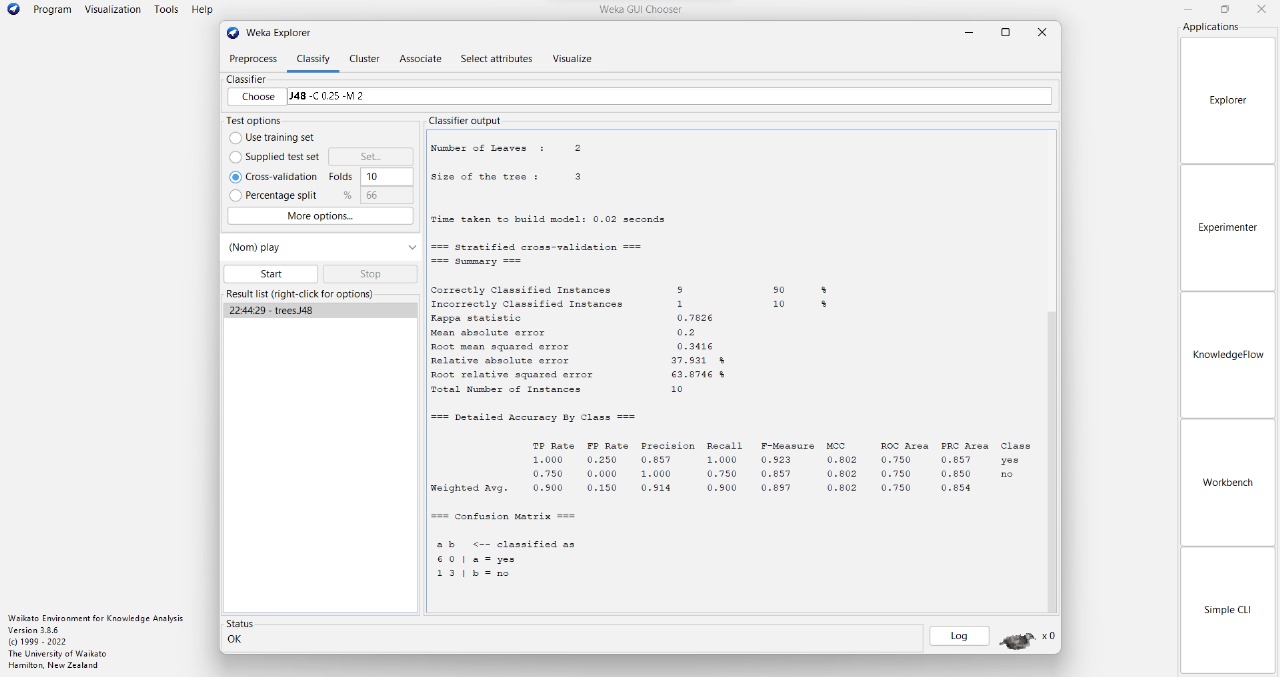 Program Visualization Tools Help
Weka GUI Chooser
Applications
Explorer
Experimenter
KnowledgeFlow
Workbench
Simple CLI
Weka Explorer
Preprocess Classify Cluster Associate Select attributes Visualize
Classifier
Choose J48 -C 0.25 -M 2
Test options
Use training set
Supplied test set Set...
Cross-validation Folds 10
Percentage split % 66
More options...
(Nom) play
Start Stop
Result list (right-click for options)
22:44:29 - trees.J48
Classifier output
Number of Leaves : 2
Size of the tree : 3
Time taken to build model: 0.02 seconds
=== Stratified cross-validation ===
=== Summary ===
Correctly Classified Instances 9 90 %
Incorrectly Classified Instances 1 10 %
Kappa statistic 0.7826
Mean absolute error 0.2
Root mean squared error 0.3416
Relative absolute error 37.931 %
Root relative squared error 63.8746 %
Total Number of Instances 10
=== Detailed Accuracy By Class ===
TP Rate FP Rate Precision Recall F-Measure MCC ROC Area PRC Area Class
1.000 0.250 0.857 1.000 0.923 0.802 0.750 0.857 yes
0.750 0.000 1.000 0.750 0.857 0.802 0.750 0.850 no
Weighted Avg. 0.900 0.150 0.914 0.900 0.897 0.802 0.750 0.854
=== Confusion Matrix ===
a b <-- classified as
6 0 | a = yes
1 3 | b = no
Status
OK
Log
x 0
Waikato Environment for Knowledge Analysis
Version 3.8.6
(c) 1999 - 2022
The University of Waikato
Hamilton, New Zealand